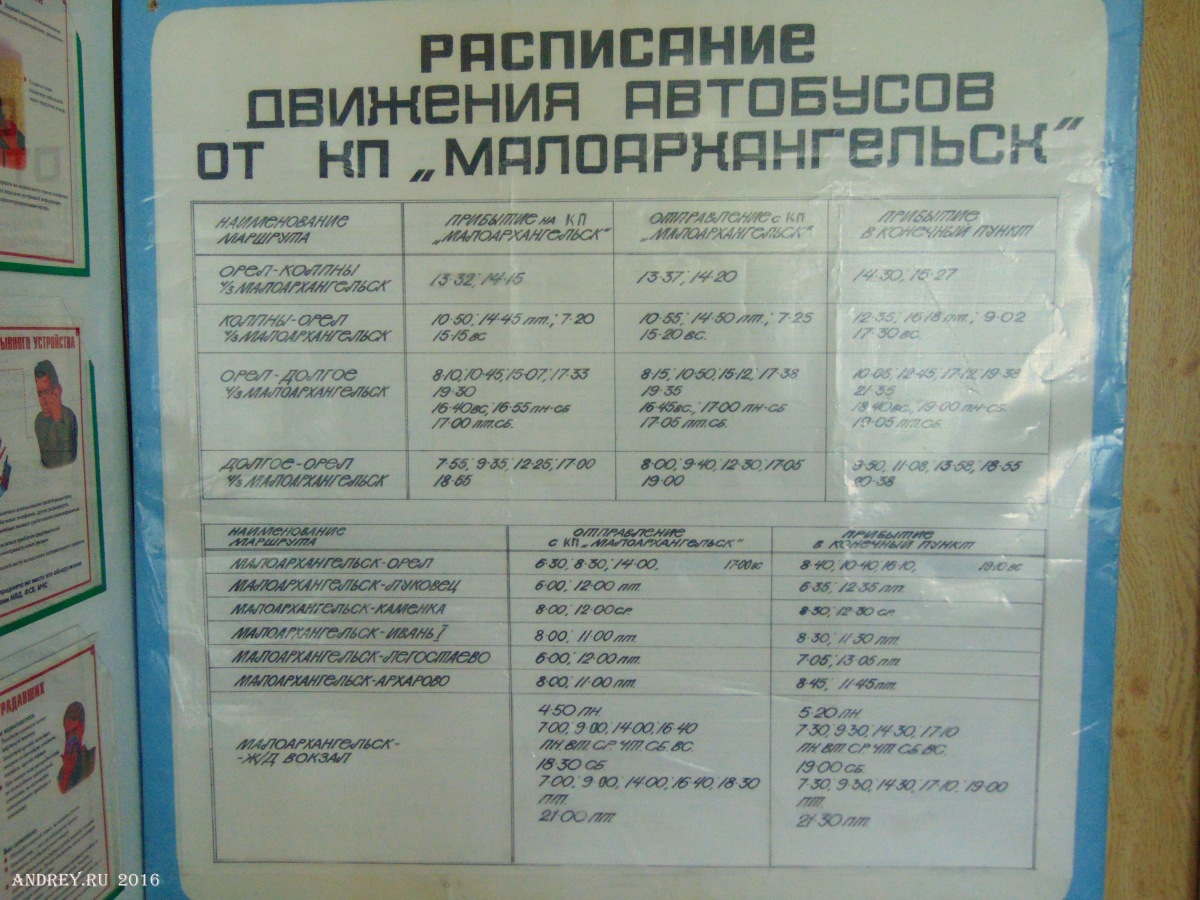 РАСПИСАНИЕ
ДВИЖЕНИЯ АВТОБУСОВ
ОТ КП „МАЛОАРХАНГЕЛЬСК"
НАИМЕНОВАНИЕ МАРШРУТА
ПРИБЫТИЕ НА КП „МАЛОАРХАНГЕЛЬСК"
ОТПРАВЛЕНИЕ С КП „МАЛОАРХАНГЕЛЬСК"
ПРИБЫТИЕ В КОНЕЧНЫЙ ПУНКТ
ОРЕЛ-КОЛПНЫ
Ч/З МАЛОАРХАНГЕЛЬСК
13-32; 14-15
13-37; 14-20
14-30, 15-27
КОЛПНЫ-ОРЕЛ
Ч/З МАЛОАРХАНГЕЛЬСК
10-50; 14-45 ПТ.; 7-20
15-15 ВС
10-55, 14-50 ПТ.; 7-25
15-20 ВС.
12-35, 16-18 ПТ.; 9-02
17-30 ВС.
ОРЕЛ-ДОЛГОЕ
Ч/З МАЛОАРХАНГЕЛЬСК
8-10; 10-45; 15-07; 17-33
19-30
16-40 ВС; 16-55 ПН-СБ
17-00 ПТ.СБ.
8-15, 10-50; 15-12, 17-38
19-35
16-45 ВС.; 17-00 ПН-СБ
17-05 ПТ.СБ.
10-05; 12-45; 17-12, 19-38
21-35
18-40 ВС., 19-00 ПН-СБ.
19-05 ПТ.СБ.
ДОЛГОЕ-ОРЕЛ
Ч/З МАЛОАРХАНГЕЛЬСК
7-55; 9-35; 12-25; 17-00
18-55
8-00; 9-40; 12-30; 17-05
19-00
9-50, 11-08, 13-58; 18-55
20-38
НАИМЕНОВАНИЕ МАРШРУТА
ОТПРАВЛЕНИЕ С КП „МАЛОАРХАНГЕЛЬСК"
ПРИБЫТИЕ В КОНЕЧНЫЙ ПУНКТ
МАЛОАРХАНГЕЛЬСК-ОРЕЛ 6-30, 8-30; 14-00, 17-00 ВС 8-40, 10-40, 16-10, 19-10 ВС
МАЛОАРХАНГЕЛЬСК-ЛУКОВЕЦ 6-00; 12-00 ПТ. 6-35, 12-35 ПТ.
МАЛОАРХАНГЕЛЬСК-КАМЕНКА 8-00; 12-00 СР. 8-30; 12-30 СР.
МАЛОАРХАНГЕЛЬСК-ИВАНЬ I 8-00; 11-00 ПТ. 8-30; 11-30 ПТ.
МАЛОАРХАНГЕЛЬСК-ЛЕГОСТАЕВО 6-00; 12-00 ПТ. 7-05; 13-05 ПТ.
МАЛОАРХАНГЕЛЬСК-АРХАРОВО 8-00; 11-00 ПТ. 8-45; 11-45 ПТ.
МАЛОАРХАНГЕЛЬСК-
-Ж/Д ВОКЗАЛ
4-50 ПН.
7-00, 9-00, 14-00, 16-40
ПН. ВТ. СР. ЧТ. СБ. ВС.
18-30 СБ
7-00; 9-00; 14-00; 16-40; 18-30
ПТ.
21-00 ПТ.
5-20 ПН.
7-30, 9-30; 14-30, 17-10
ПН. ВТ. СР. ЧТ. СБ. ВС.
19-00 СБ.
7-30, 9-30, 14-30, 17-10, 19-00
ПТ.
21-30 ПТ.
ЫВНОГО УСТРОЙСТВА
РАДАВШИХ
ANDREY.RU 2016